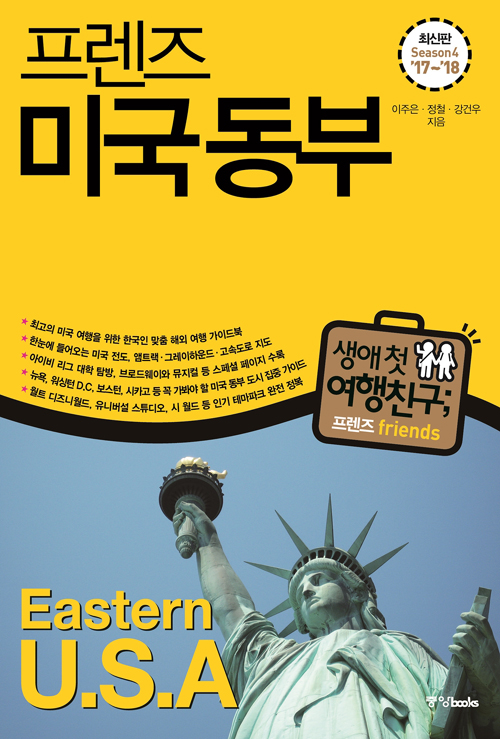 프렌즈
미국 동부
최신판
Season 4
'17~'18
이주은 · 정철 · 강건우
지음
★ 최고의 미국 여행을 위한 한국인 맞춤 해외 여행 가이드북
★ 한눈에 들어오는 미국 전도, 앰트랙 · 그레이하운드 · 고속도로 지도
★ 아이비 리그 대학 탐방, 브로드웨이와 뮤지컬 등 스페셜 페이지 수록
★ 뉴욕, 워싱턴 D.C, 보스턴, 시카고 등 꼭 가봐야 할 미국 동부 도시 집중 가이드
★ 월트 디즈니월드, 유니버설 스튜디오, 시 월드 등 인기 테마파크 완전 정복
생애 첫
여행친구;
프렌즈 friends
Eastern
U.S.A
중앙books